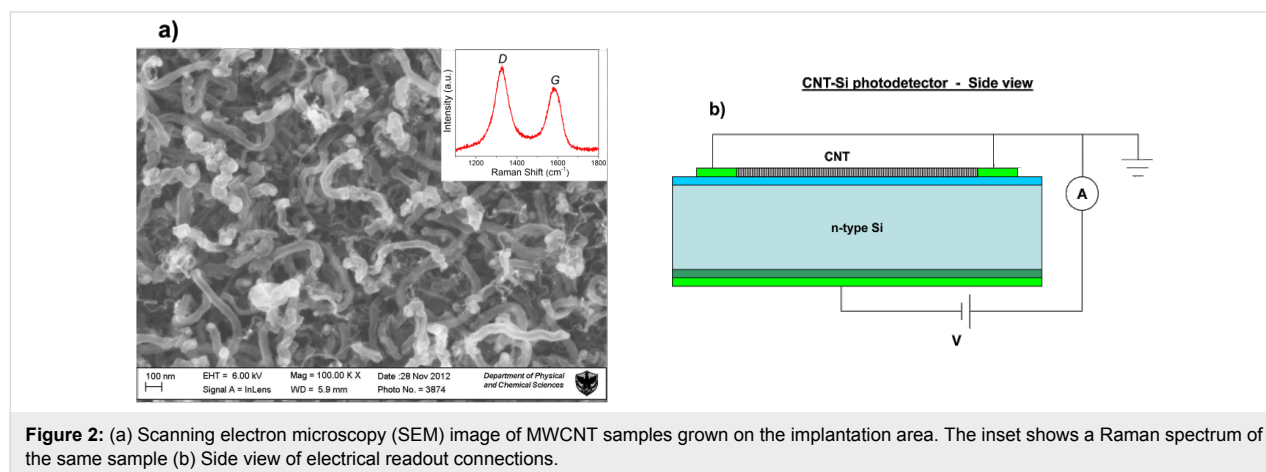 a)
D
G
Intensity (a.u.)
1200 1400 1600 1800
Raman Shift (cm-1)
100 nm
EHT = 6.00 kV Mag = 100.00 K X Date :28 Nov 2012 Department of Physical
Signal A = InLens WD = 5.9 mm Photo No. = 3874 and Chemical Sciences
CNT-Si photodetector - Side view
b)
CNT
A
n-type Si
V
Figure 2: (a) Scanning electron microscopy (SEM) image of MWCNT samples grown on the implantation area. The inset shows a Raman spectrum of
the same sample (b) Side view of electrical readout connections.